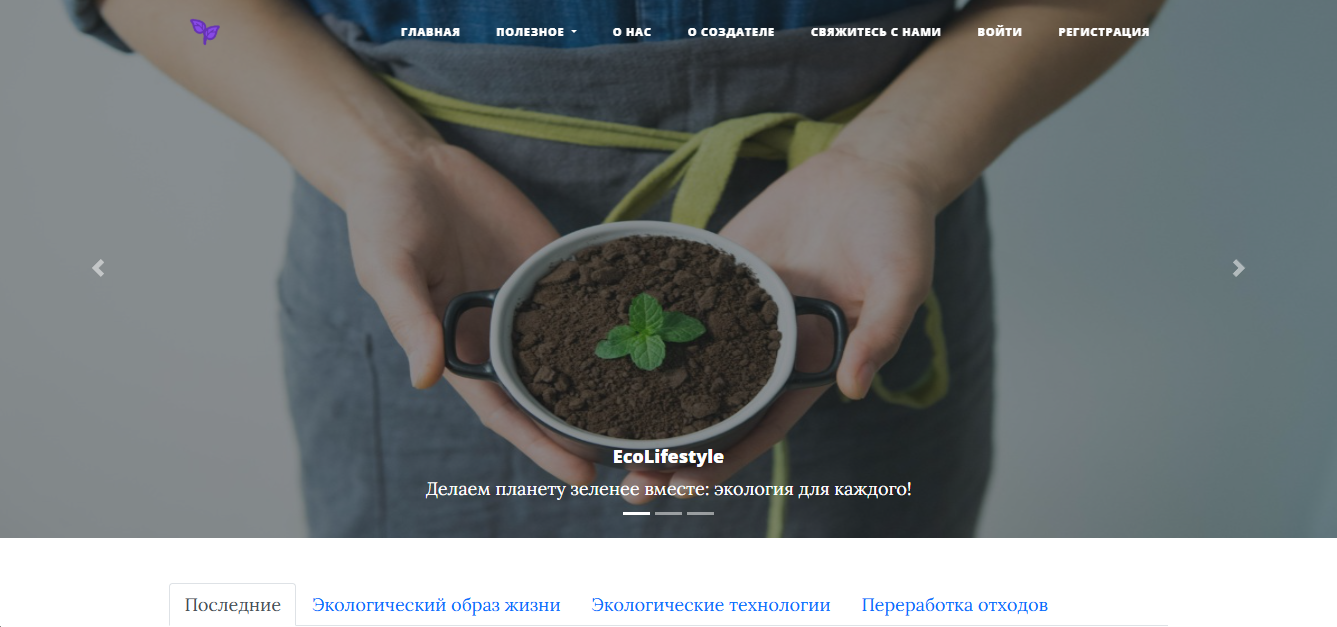 ГЛАВНАЯ ПОЛЕЗНОЕ О НАС О СОЗДАТЕЛЕ СВЯЖИТЕСЬ С НАМИ ВОЙТИ РЕГИСТРАЦИЯ
EcoLifestyle
Делаем планету зеленее вместе: экология для каждого!
Последние Экологический образ жизни Экологические технологии Переработка отходов